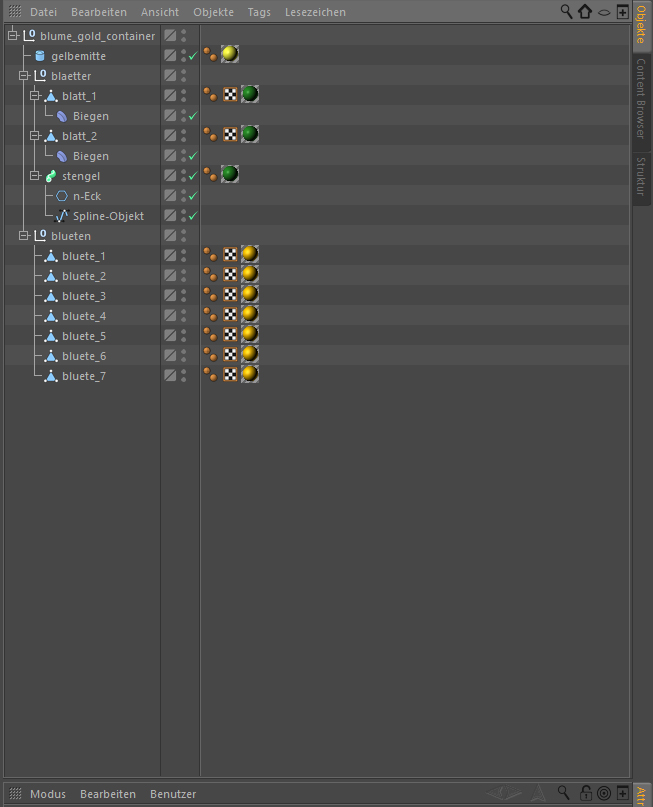 Datei Bearbeiten Ansicht Objekte Tags Lesezeichen
blume_gold_container
gelbemitte
blaetter
blatt_1
Biegen
blatt_2
Biegen
stengel
n-Eck
Spline-Objekt
blueten
bluete_1
bluete_2
bluete_3
bluete_4
bluete_5
bluete_6
bluete_7
Objekte
Content Browser
Struktur
Modus Bearbeiten Benutzer
Attr